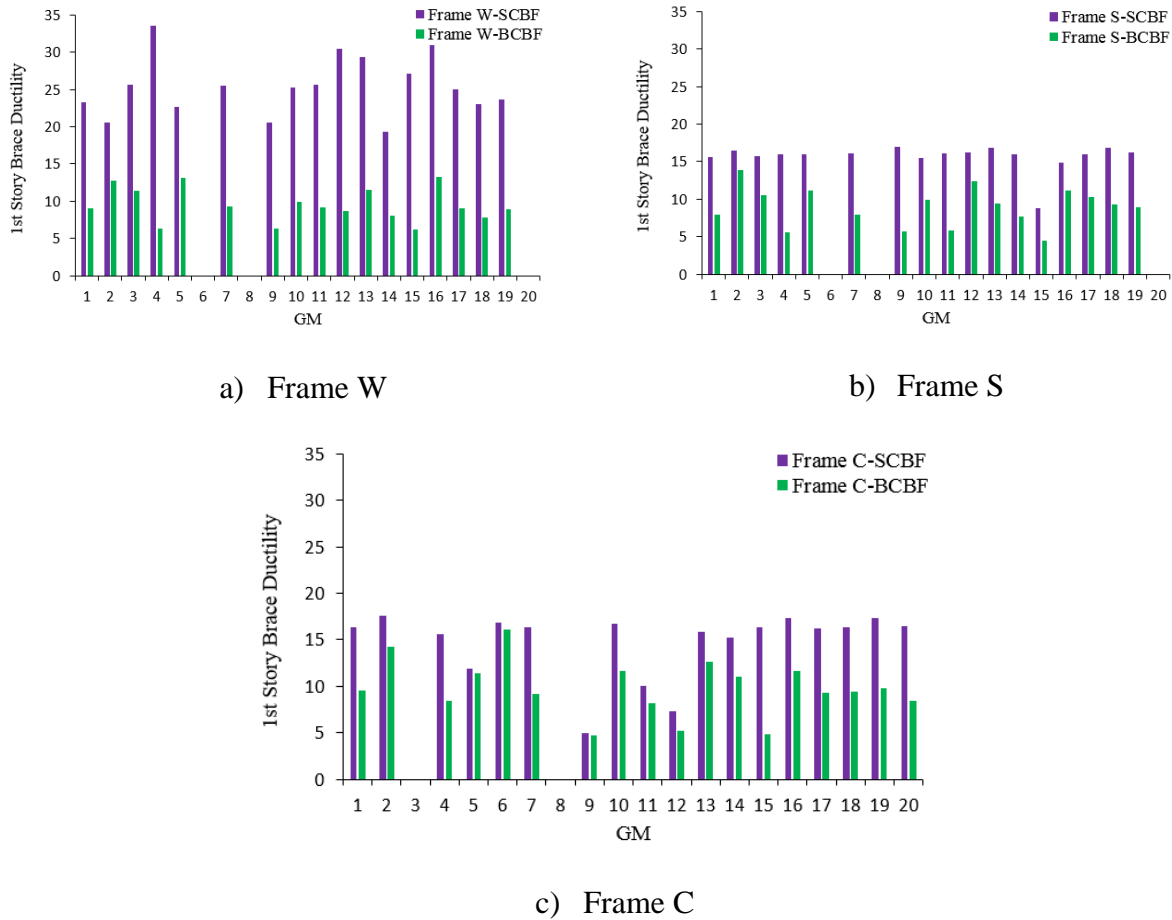 Frame W-SCBF
Frame W-BCBF
1st Story Brace Ductility
35
30
25
20
15
10
5
0
1 2 3 4 5 6 7 8 9 10 11 12 13 14 15 16 17 18 19 20
GM
a) Frame W
Frame S-SCBF
Frame S-BCBF
1st Story Brace Ductility
35
30
25
20
15
10
5
0
1 2 3 4 5 6 7 8 9 10 11 12 13 14 15 16 17 18 19 20
GM
b) Frame S
Frame C-SCBF
Frame C-BCBF
1st Story Brace Ductility
35
30
25
20
15
10
5
0
1 2 3 4 5 6 7 8 9 10 11 12 13 14 15 16 17 18 19 20
GM
c) Frame C